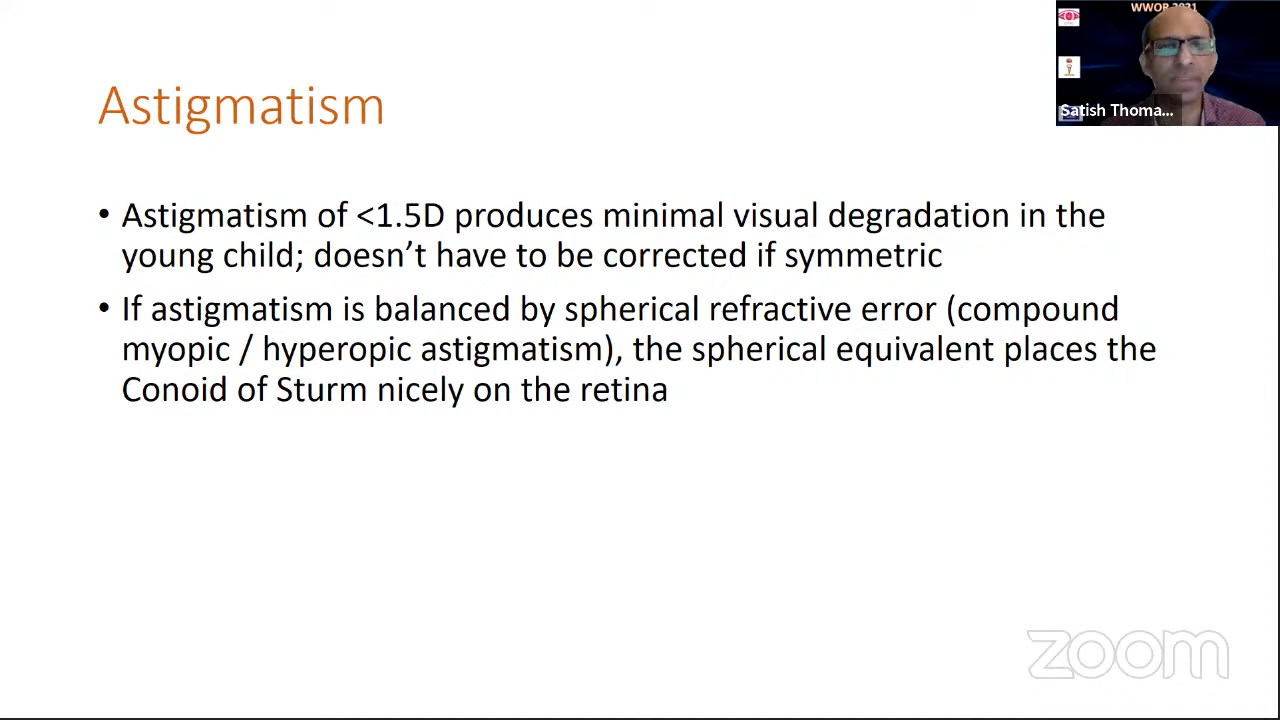 WWOP 2021
Satish Thoma...
Astigmatism
• Astigmatism of <1.5D produces minimal visual degradation in the
young child; doesn’t have to be corrected if symmetric
• If astigmatism is balanced by spherical refractive error (compound
myopic / hyperopic astigmatism), the spherical equivalent places the
Conoid of Sturm nicely on the retina
zoom